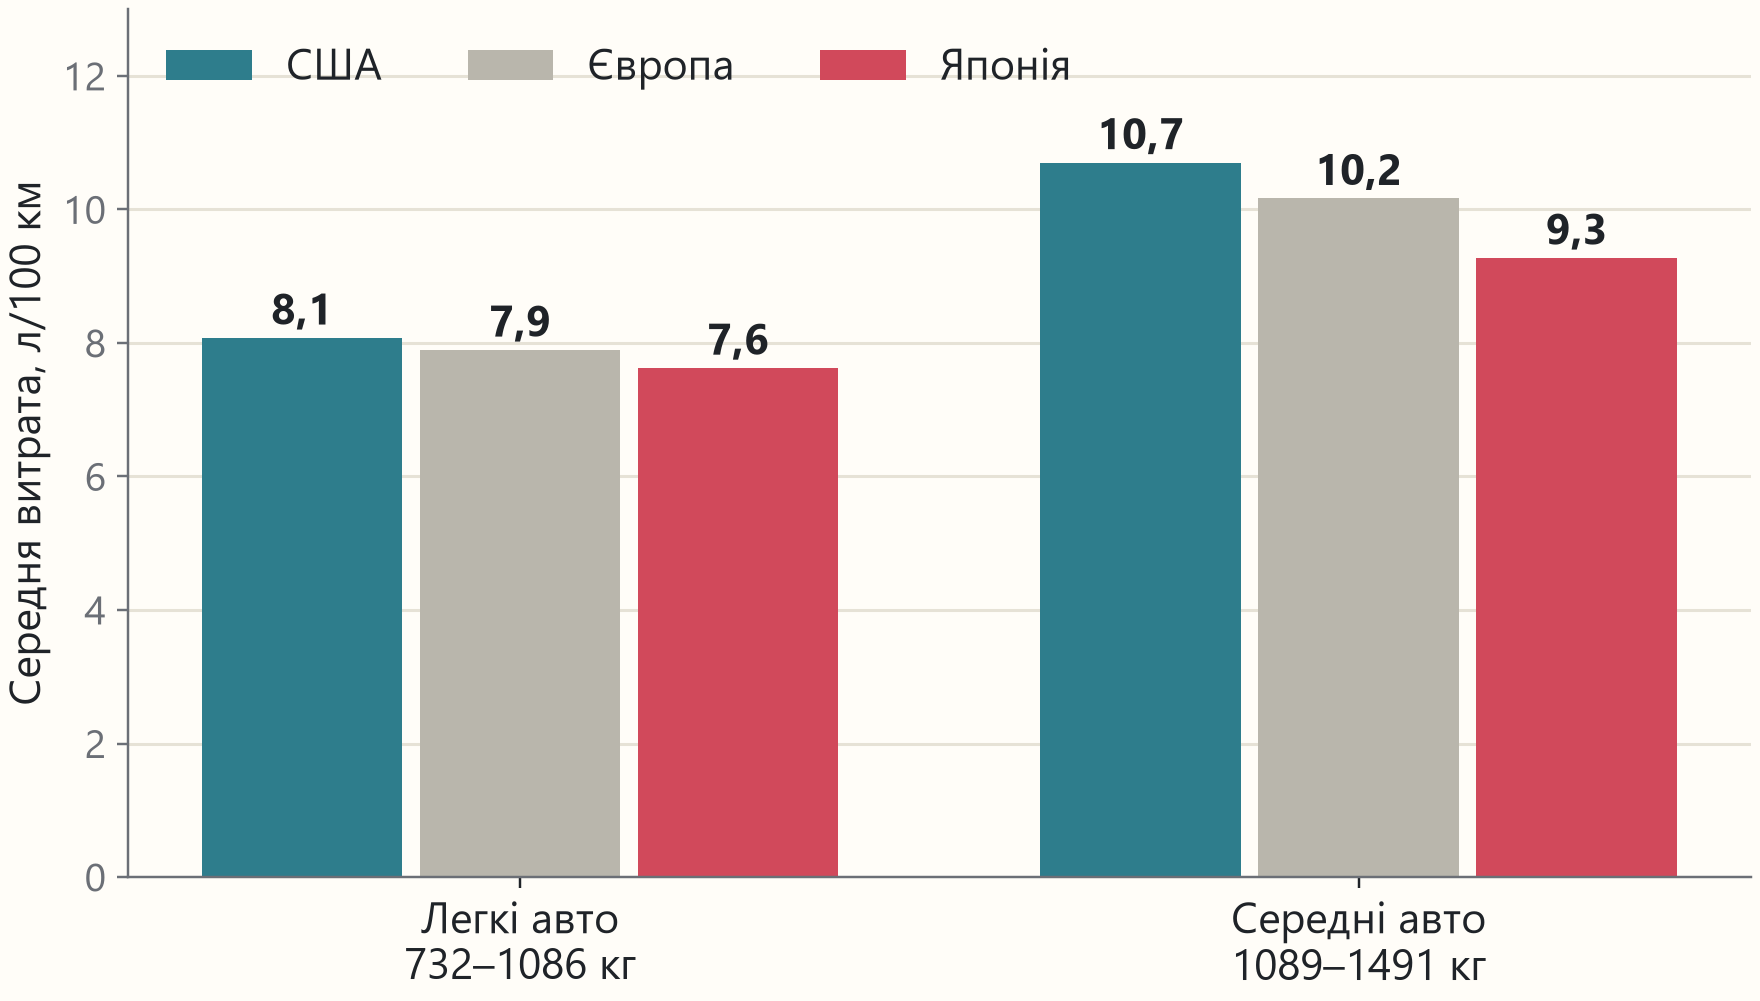 США Європа Японія
Середня витрата, л/100 км
12
10
8
6
4
2
0
8,1
7,9
7,6
10,7
10,2
9,3
Легкі авто
732–1086 кг
Середні авто
1089–1491 кг